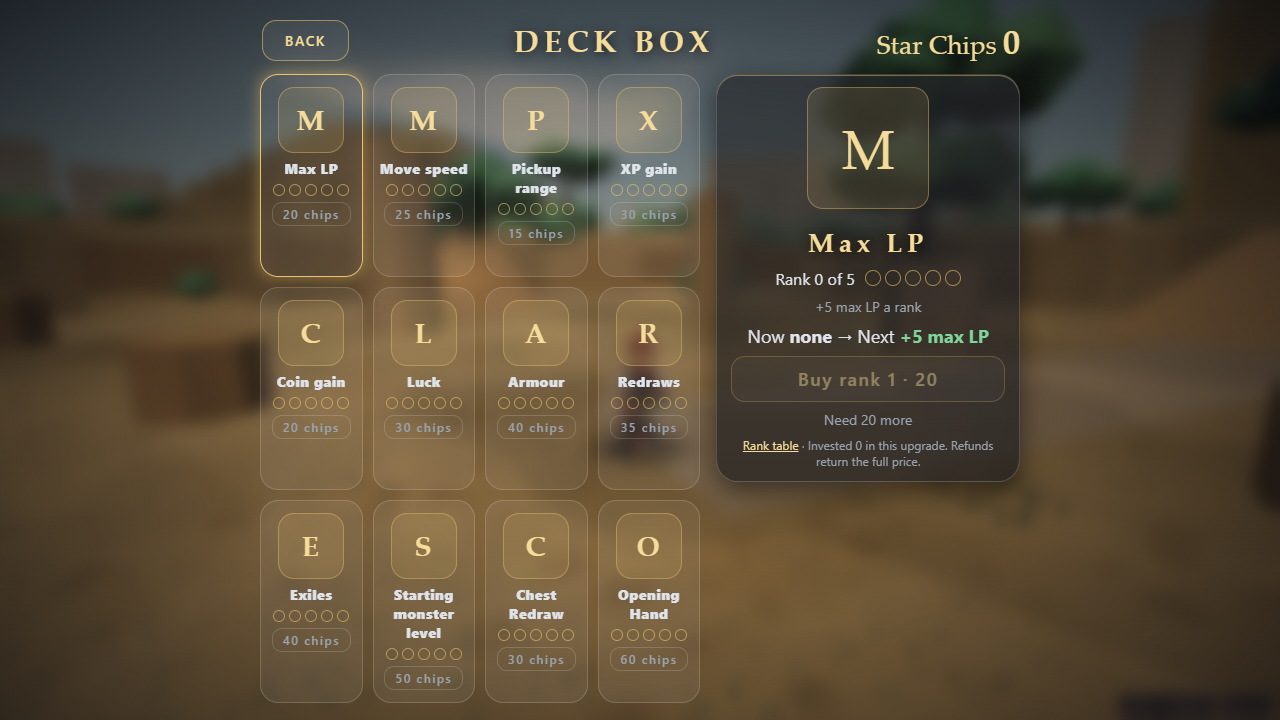 BACK
DECK BOX
Star Chips 0
M
Max LP
20 chips
M
Move speed
25 chips
P
Pickup
range
15 chips
X
XP gain
30 chips
C
Coin gain
20 chips
L
Luck
30 chips
A
Armour
40 chips
R
Redraws
35 chips
E
Exiles
40 chips
S
Starting
monster
level
50 chips
C
Chest
Redraw
30 chips
O
Opening
Hand
60 chips
M
Max LP
Rank 0 of 5
+5 max LP a rank
Now none → Next +5 max LP
Buy rank 1 · 20
Need 20 more
Rank table · Invested 0 in this upgrade. Refunds
return the full price.